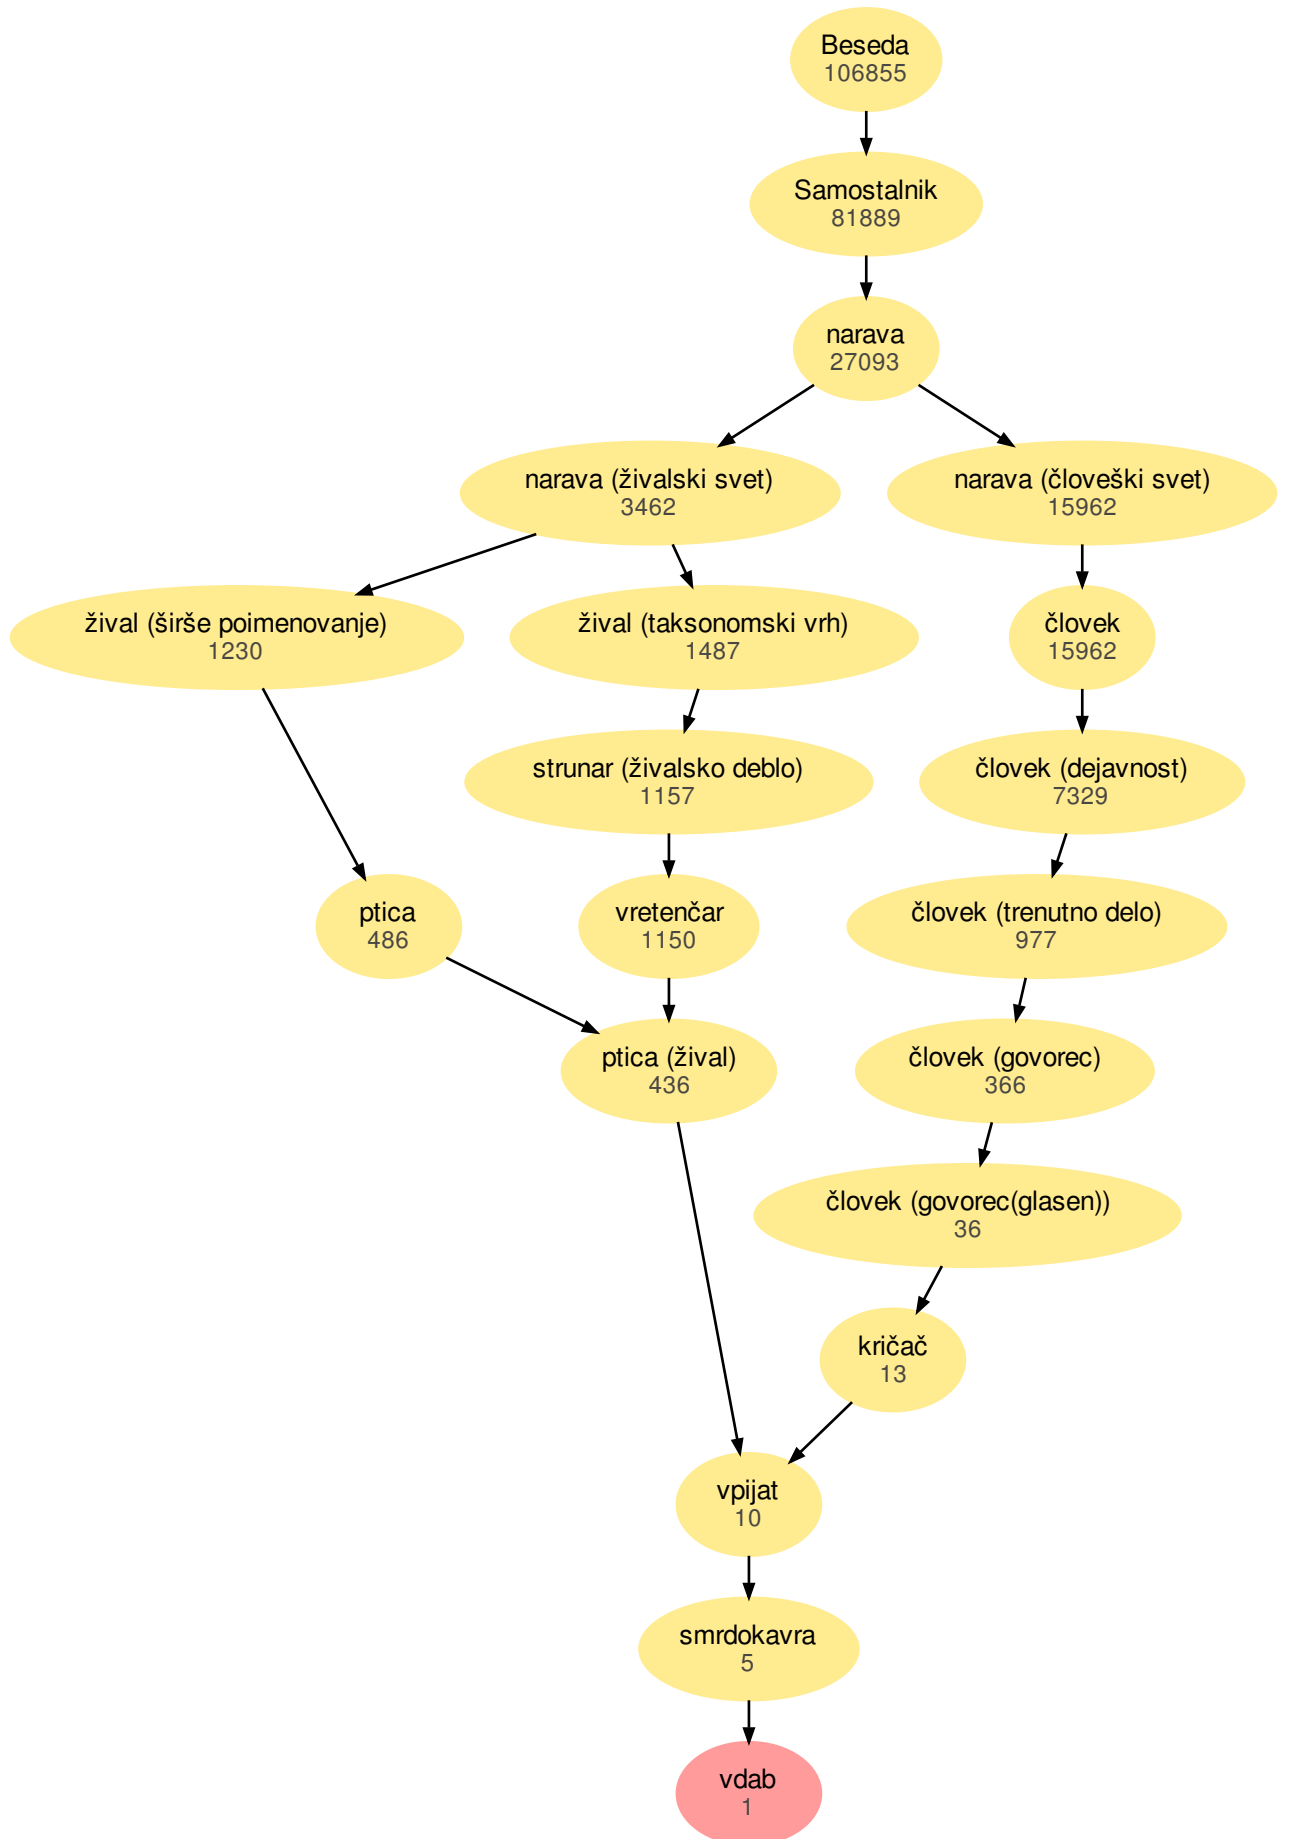 Beseda
106855
Samostalnik
81889
narava
27093
narava (živalski svet)
3462
narava (človeški svet)
15962
žival (širše poimenovanje)
1230
žival (taksonomski vrh)
1487
človek
15962
strunar (živalsko deblo)
1157
človek (dejavnost)
7329
ptica
486
vretenčar
1150
človek (trenutno delo)
977
ptica (žival)
436
človek (govorec)
366
človek (govorec(glasen))
36
kričač
13
vpijat
10
smrdokavra
5
vdab
1